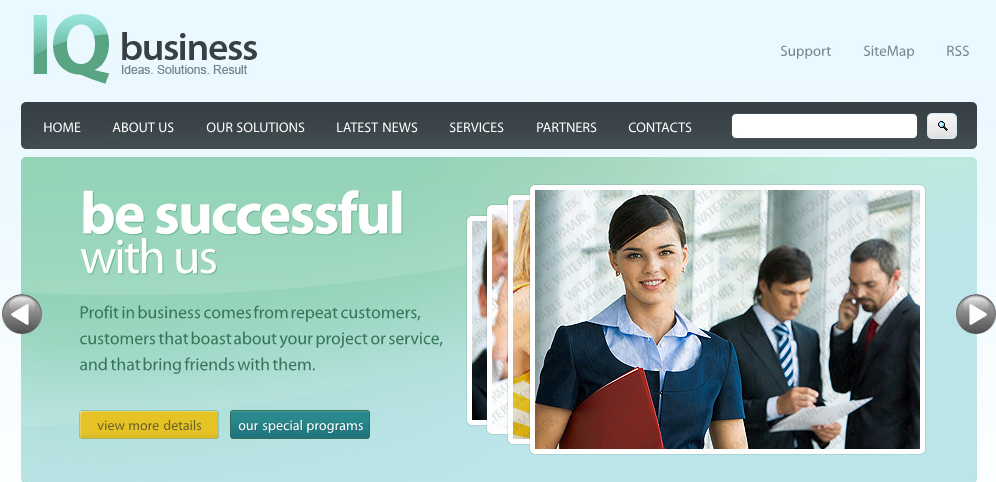 IQ business
Ideas. Solutions. Result
Support SiteMap RSS
HOME ABOUT US OUR SOLUTIONS LATEST NEWS SERVICES PARTNERS CONTACTS
be successful
with us
Profit in business comes from repeat customers,
customers that boast about your project or service,
and that bring friends with them.
view more details our special programs